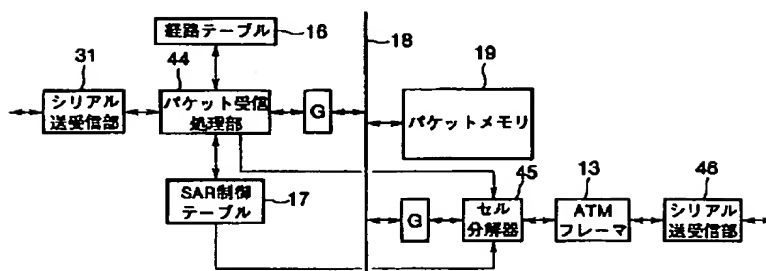 経路テーブル
16
18
31
44
19
シリアル
送受信部
パケット受信
処理部
G
パケットメモリ
SAR制御
テーブル
17
45
13
46
G
セル
分解器
ATM
フレーマ
シリアル
送受信部